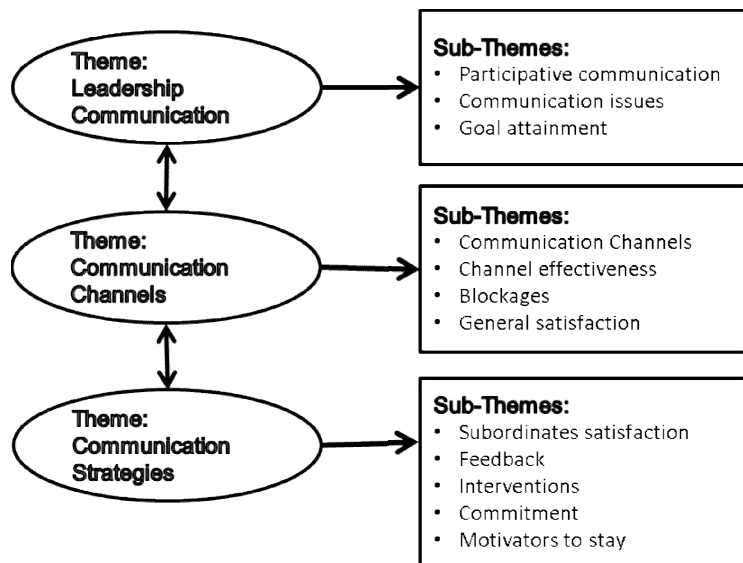 Theme:
Leadership
Communication
Sub-Themes:
• Participative communication
• Communication issues
• Goal attainment
Theme:
Communication
Channels
Sub-Themes:
• Communication Channels
• Channel effectiveness
• Blockages
• General satisfaction
Theme:
Communication
Strategies
Sub-Themes:
• Subordinates satisfaction
• Feedback
• Interventions
• Commitment
• Motivators to stay